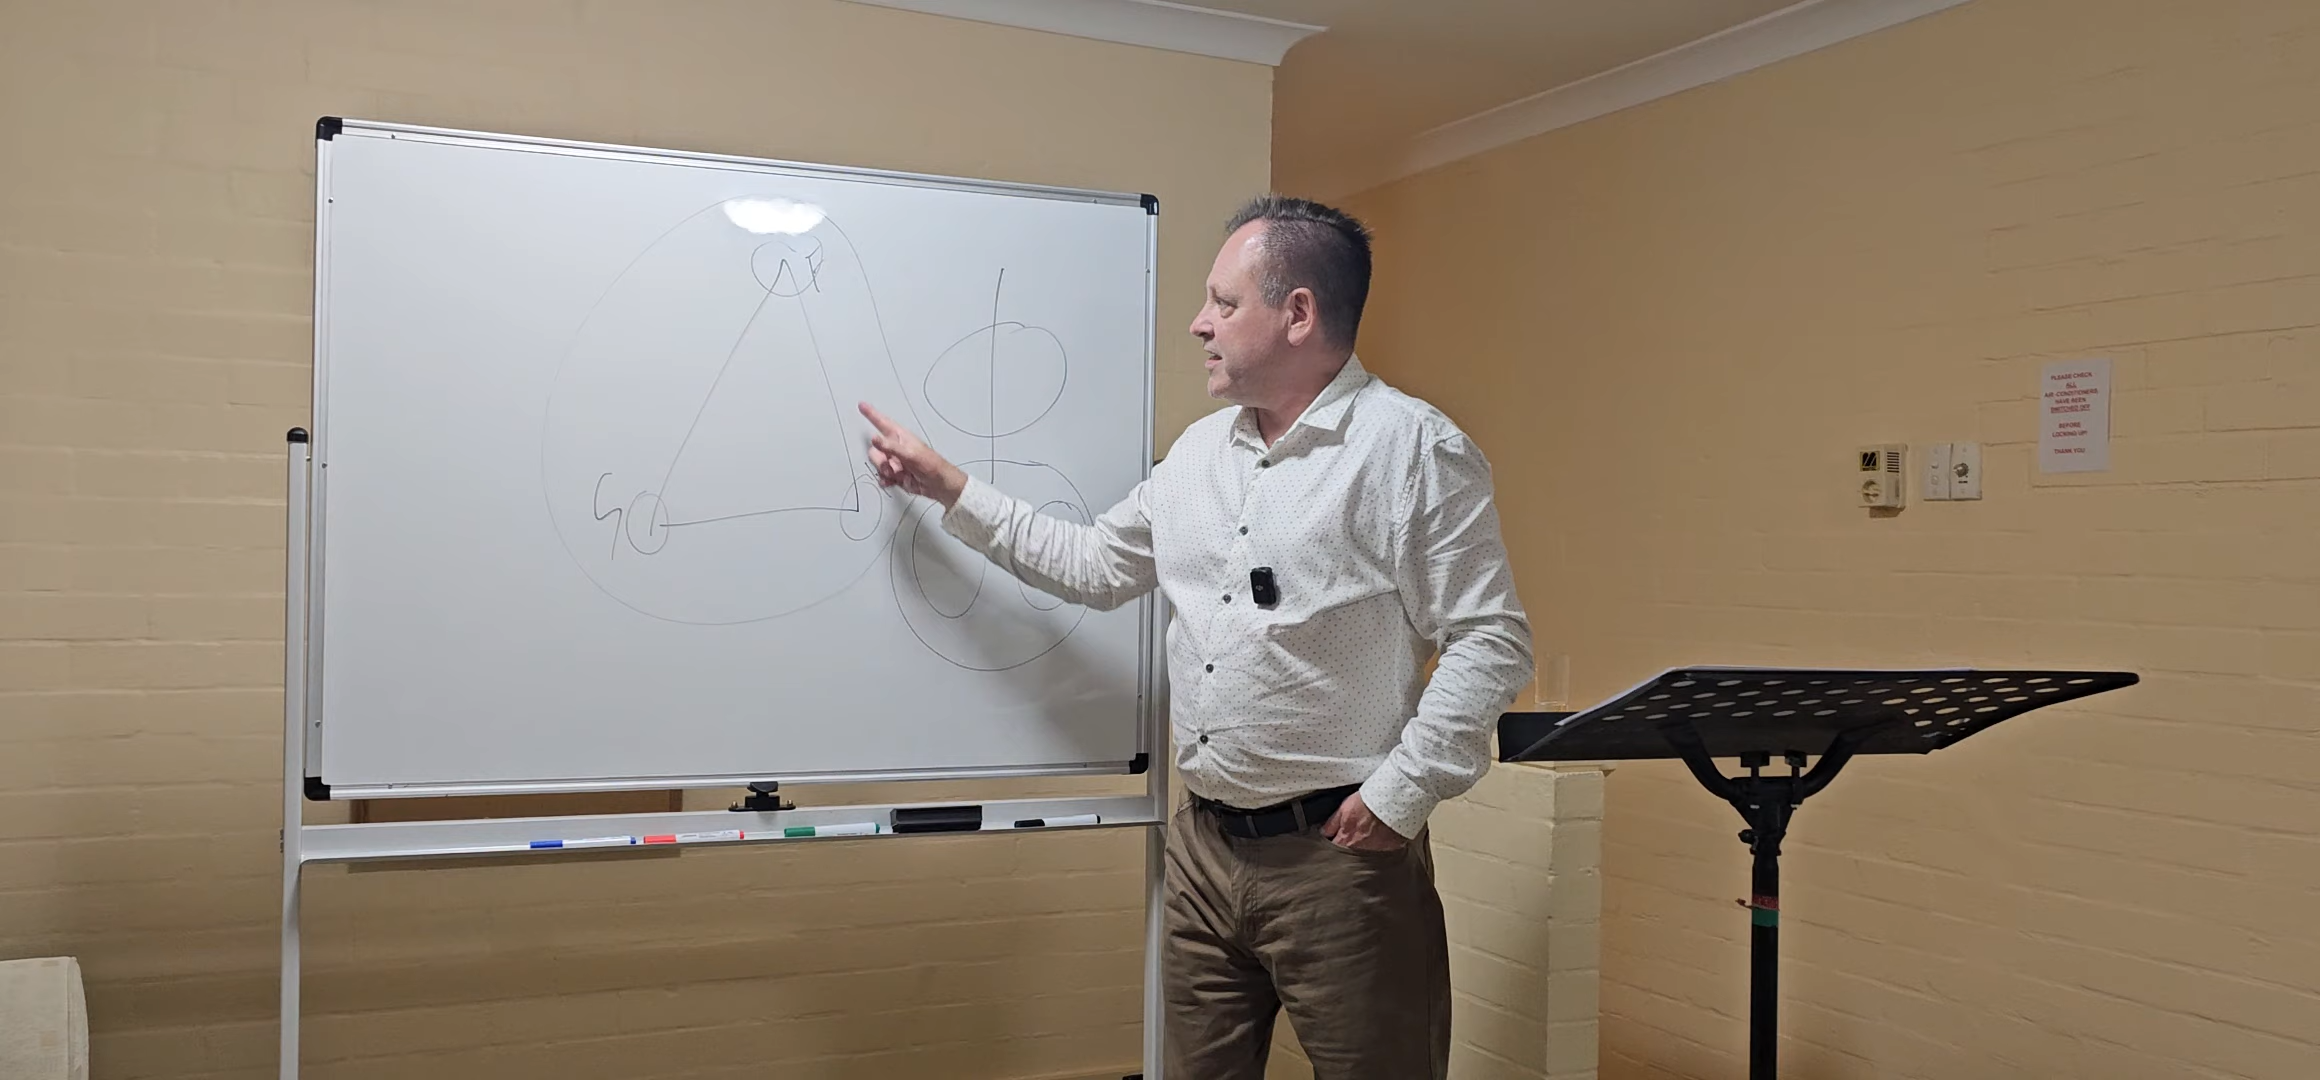 F
S
PLEASE CHECK
ALL
AIR CONDITIONERS
HAVE BEEN
SWITCHED OFF
BEFORE
LOCKING UP!
THANK YOU